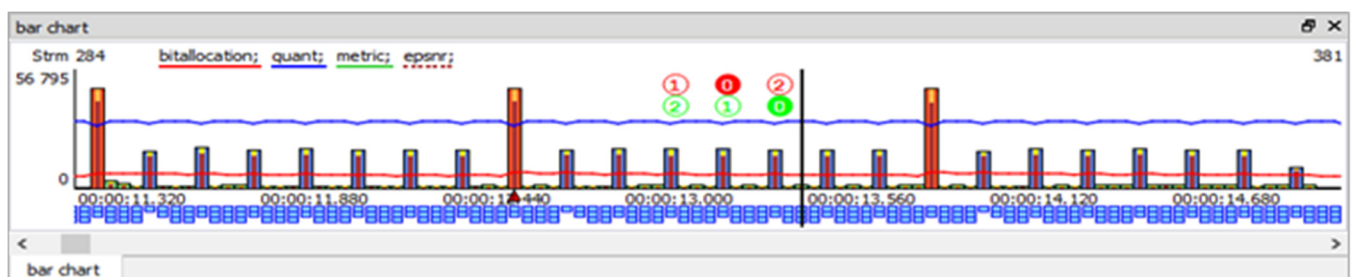 bar chart
Strm 284 bitallocation; quant; metric; epsnr; 381
56 795
1 0 2
2 1 0
0
00:00:11.320 00:00:11.880 00:00:13.000 00:00:13.560 00:00:14.120 00:00:14.680
bar chart